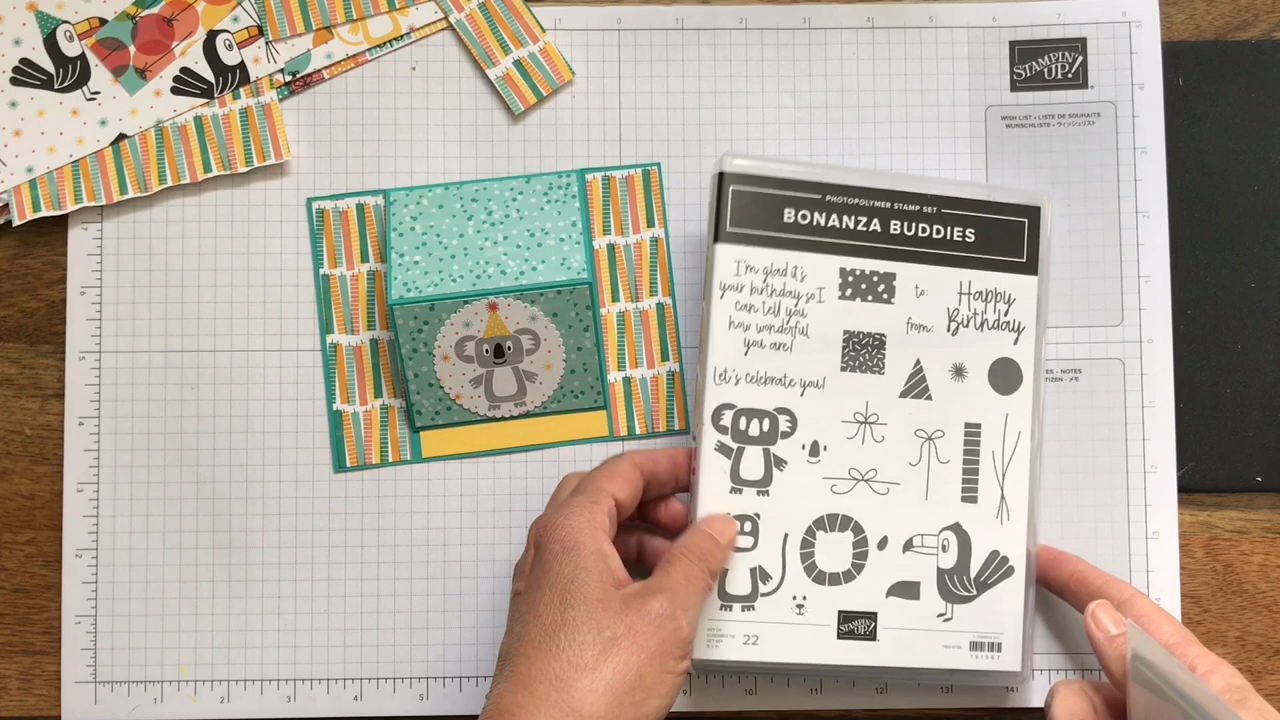 STAMPIN' UP!
WISH LIST • LISTE DE SOUHAITS
WUNSCHLISTE • ウィッシュリスト
PHOTOPOLYMER STAMP SET
BONANZA BUDDIES
I'm glad it's
your birthday so I
can tell you
how wonderful
you are!
to:
from:
Happy
Birthday
Let's celebrate you!
NOTES
STAMPIN' UP!
22